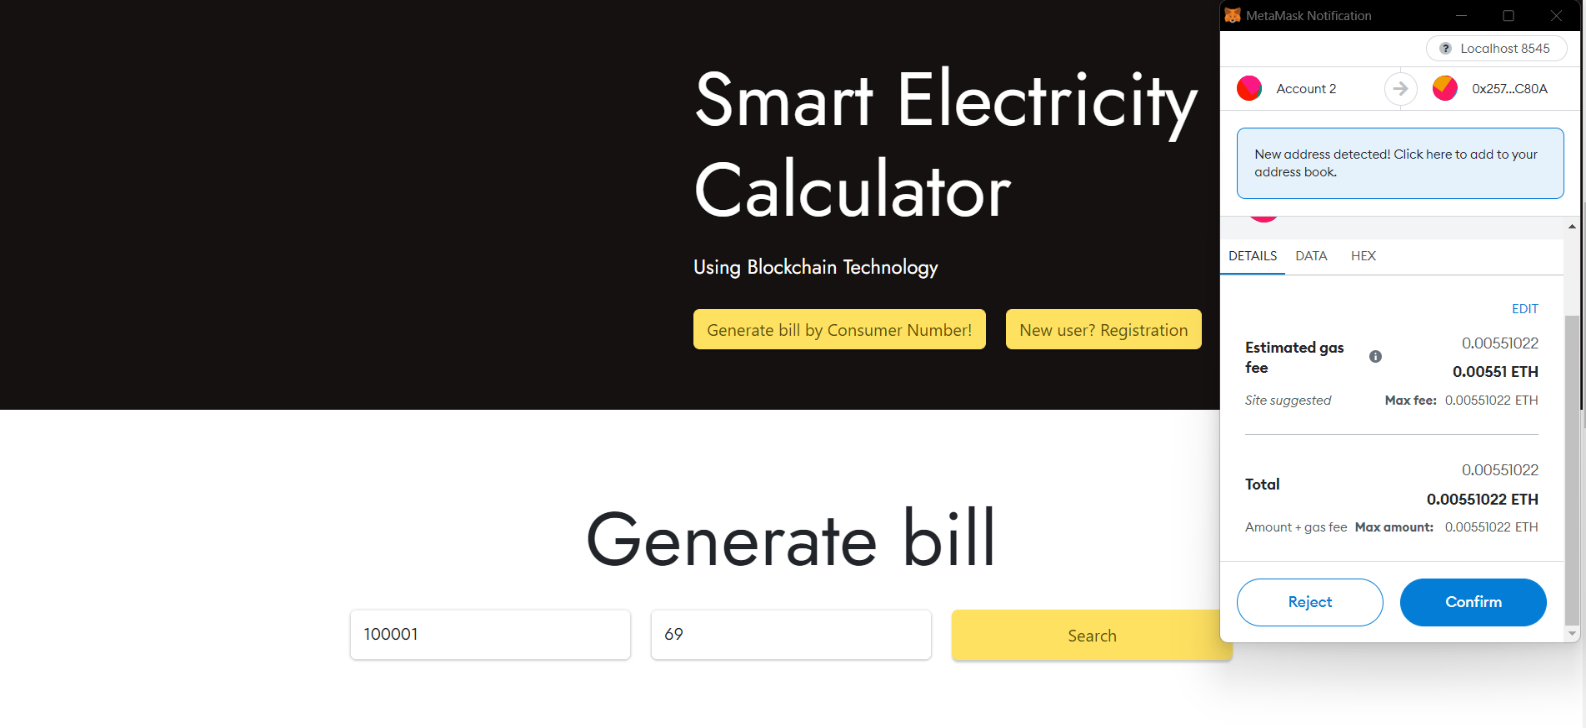 Smart Electricity
Calculator
Using Blockchain Technology
Generate bill by Consumer Number!
New user? Registration
Generate bill
100001
69
Search
MetaMask Notification
Localhost 8545
Account 2
0x257...C80A
New address detected! Click here to add to your
address book.
DETAILS
DATA
HEX
EDIT
Estimated gas
fee
0.00551022
0.00551 ETH
Site suggested
Max fee: 0.00551022 ETH
Total
0.00551022
0.00551022 ETH
Amount + gas fee Max amount: 0.00551022 ETH
Reject
Confirm